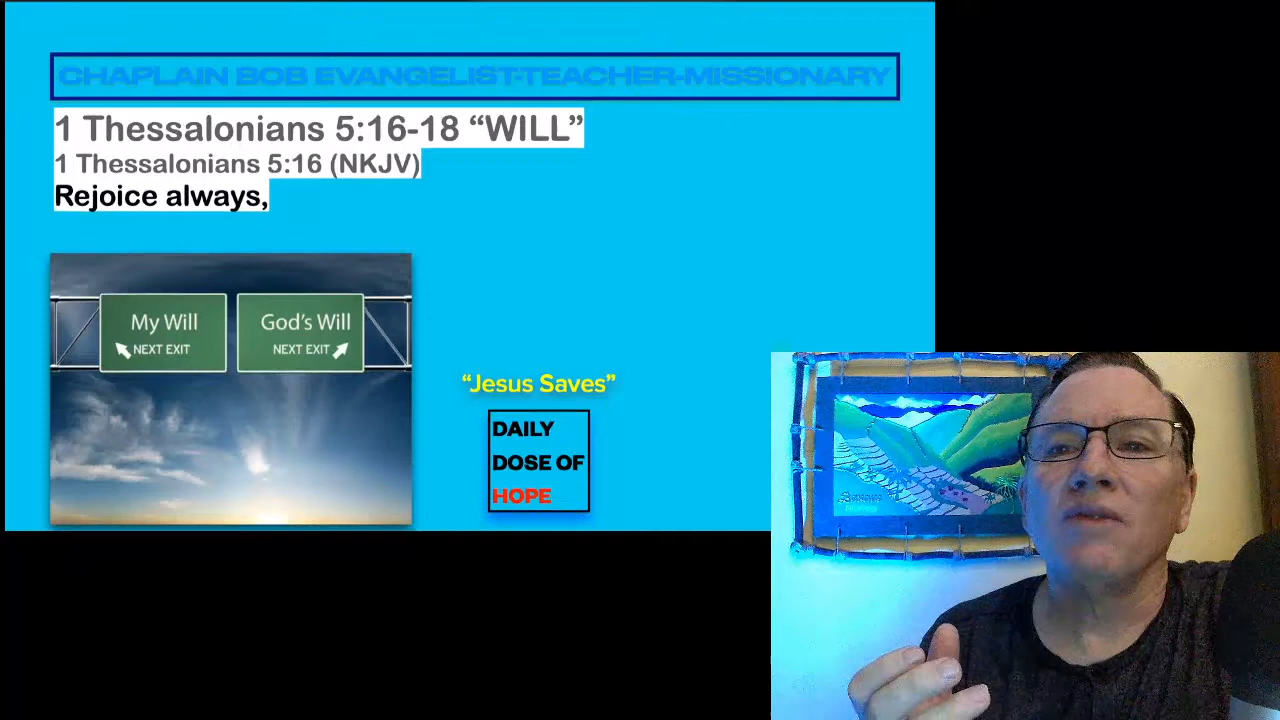 CHAPLAIN BOB EVANGELIST-TEACHER-MISSIONARY
1 Thessalonians 5:16-18 “WILL”
1 Thessalonians 5:16 (NKJV)
Rejoice always,
My Will
NEXT EXIT
God's Will
NEXT EXIT
“Jesus Saves”
DAILY
DOSE OF
HOPE